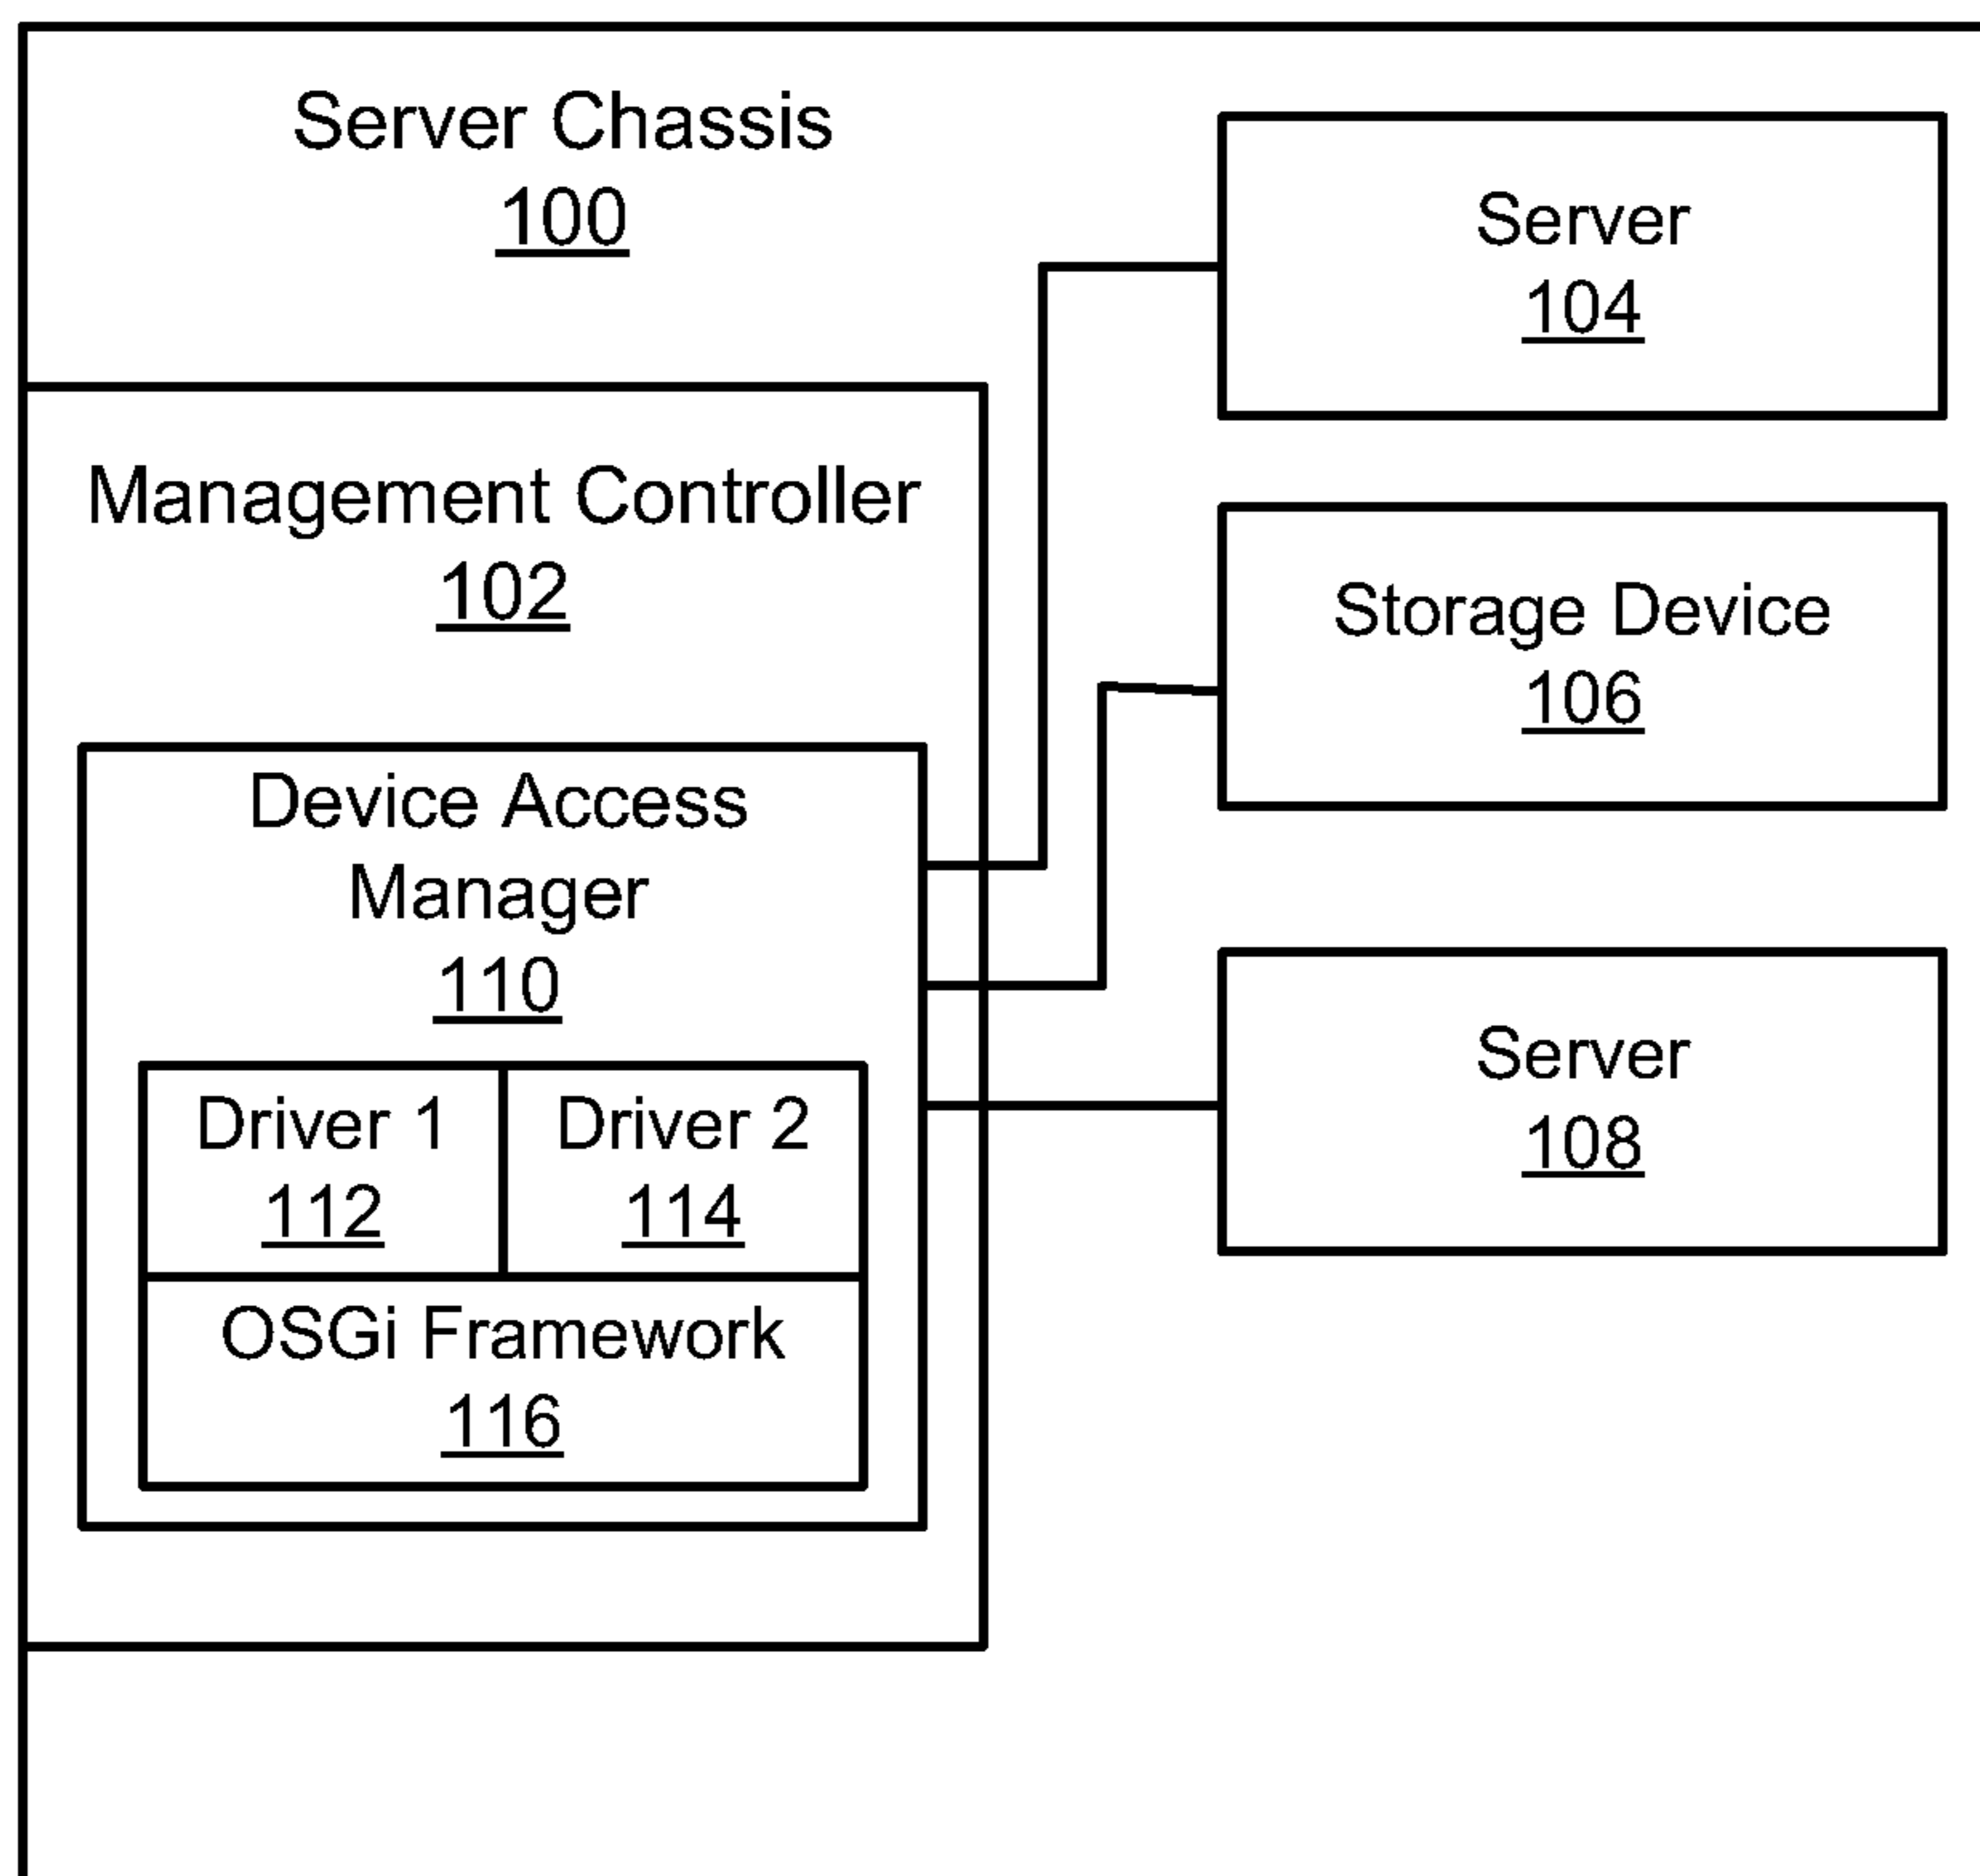 Server Chassis
100
Management Controller
102
Device Access
Manager
110
Driver 1
112
Driver 2
114
OSGi Framework
116
Server
104
Storage Device
106
Server
108